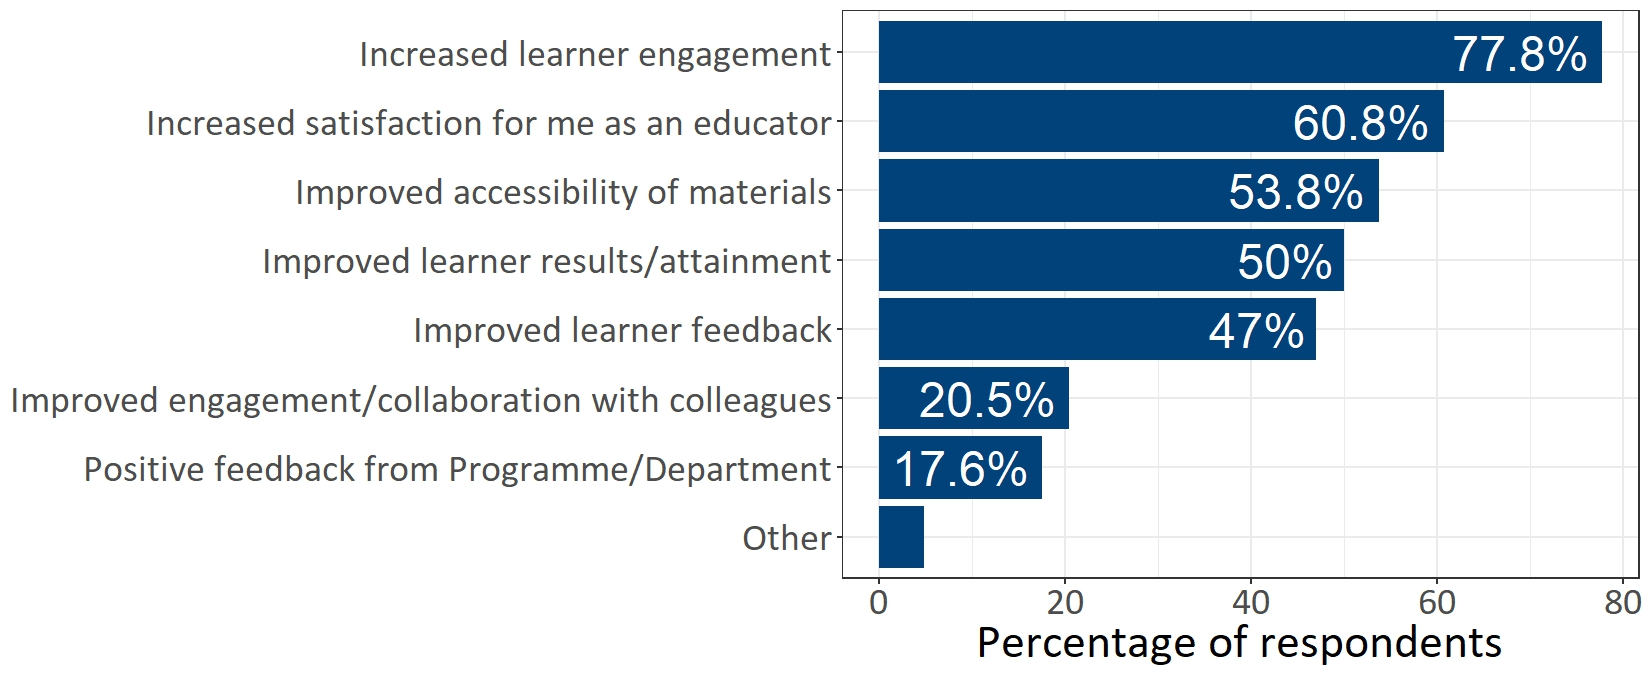 Increased learner engagement 77.8%
Increased satisfaction for me as an educator 60.8%
Improved accessibility of materials 53.8%
Improved learner results/attainment 50%
Improved learner feedback 47%
Improved engagement/collaboration with colleagues 20.5%
Positive feedback from Programme/Department 17.6%
Other
0 20 40 60 80
Percentage of respondents